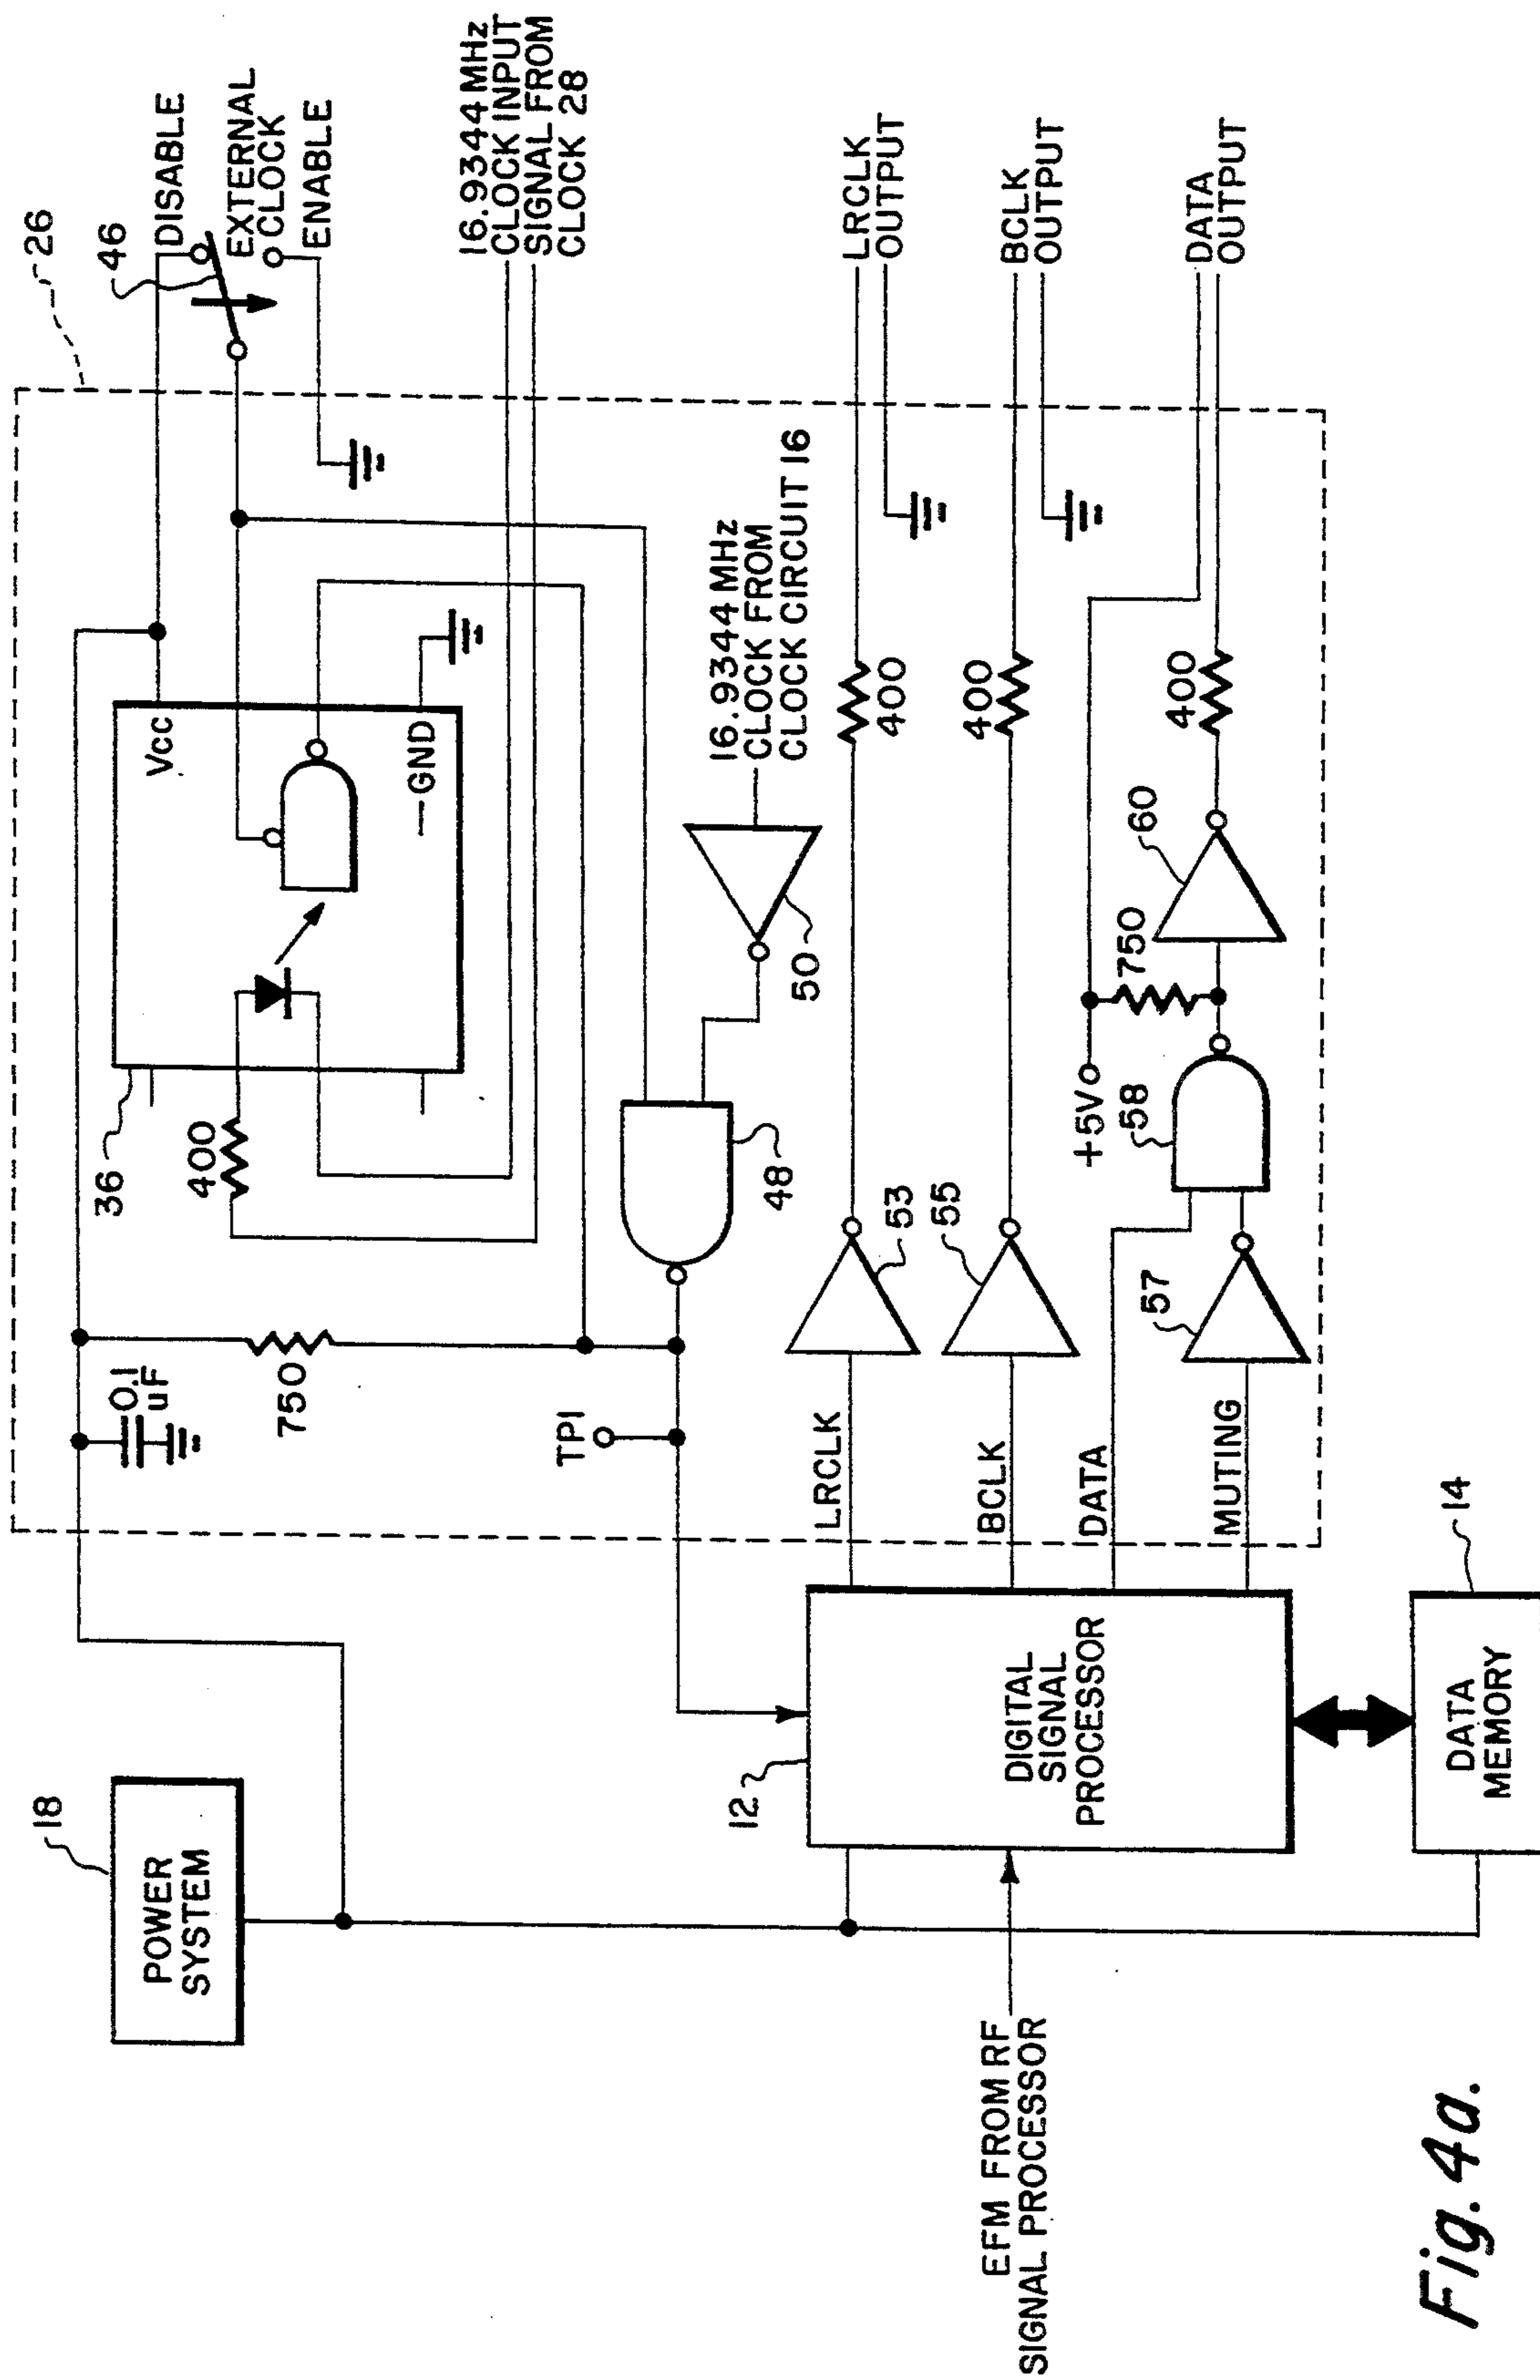 26
46
DISABLE
EXTERNAL
CLOCK
ENABLE
16.9344 MHz
CLOCK INPUT
SIGNAL FROM
CLOCK 28
LRCLK
OUTPUT
BCLK
OUTPUT
DATA
OUTPUT
Vcc
GND
36
400
16.9344 MHz
CLOCK FROM
CLOCK CIRCUIT 16
50
48
400
400
400
0.1
uF
750
TP1
53
55
57
+5V
58
750
60
LRCLK
BCLK
DATA
MUTING
18
POWER
SYSTEM
12
DIGITAL
SIGNAL
PROCESSOR
14
DATA
MEMORY
EFM FROM RF
SIGNAL PROCESSOR
Fig. 4a.